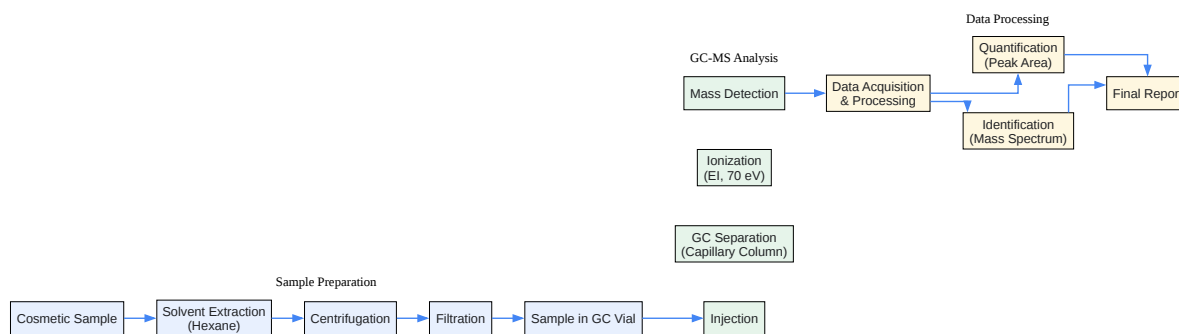 Data Processing
Quantification
(Peak Area)
GC-MS Analysis
Mass Detection
Data Acquisition
& Processing
Final Report
Identification
(Mass Spectrum)
Ionization
(EI, 70 eV)
GC Separation
(Capillary Column)
Sample Preparation
Cosmetic Sample
Solvent Extraction
(Hexane)
Centrifugation
Filtration
Sample in GC Vial
Injection